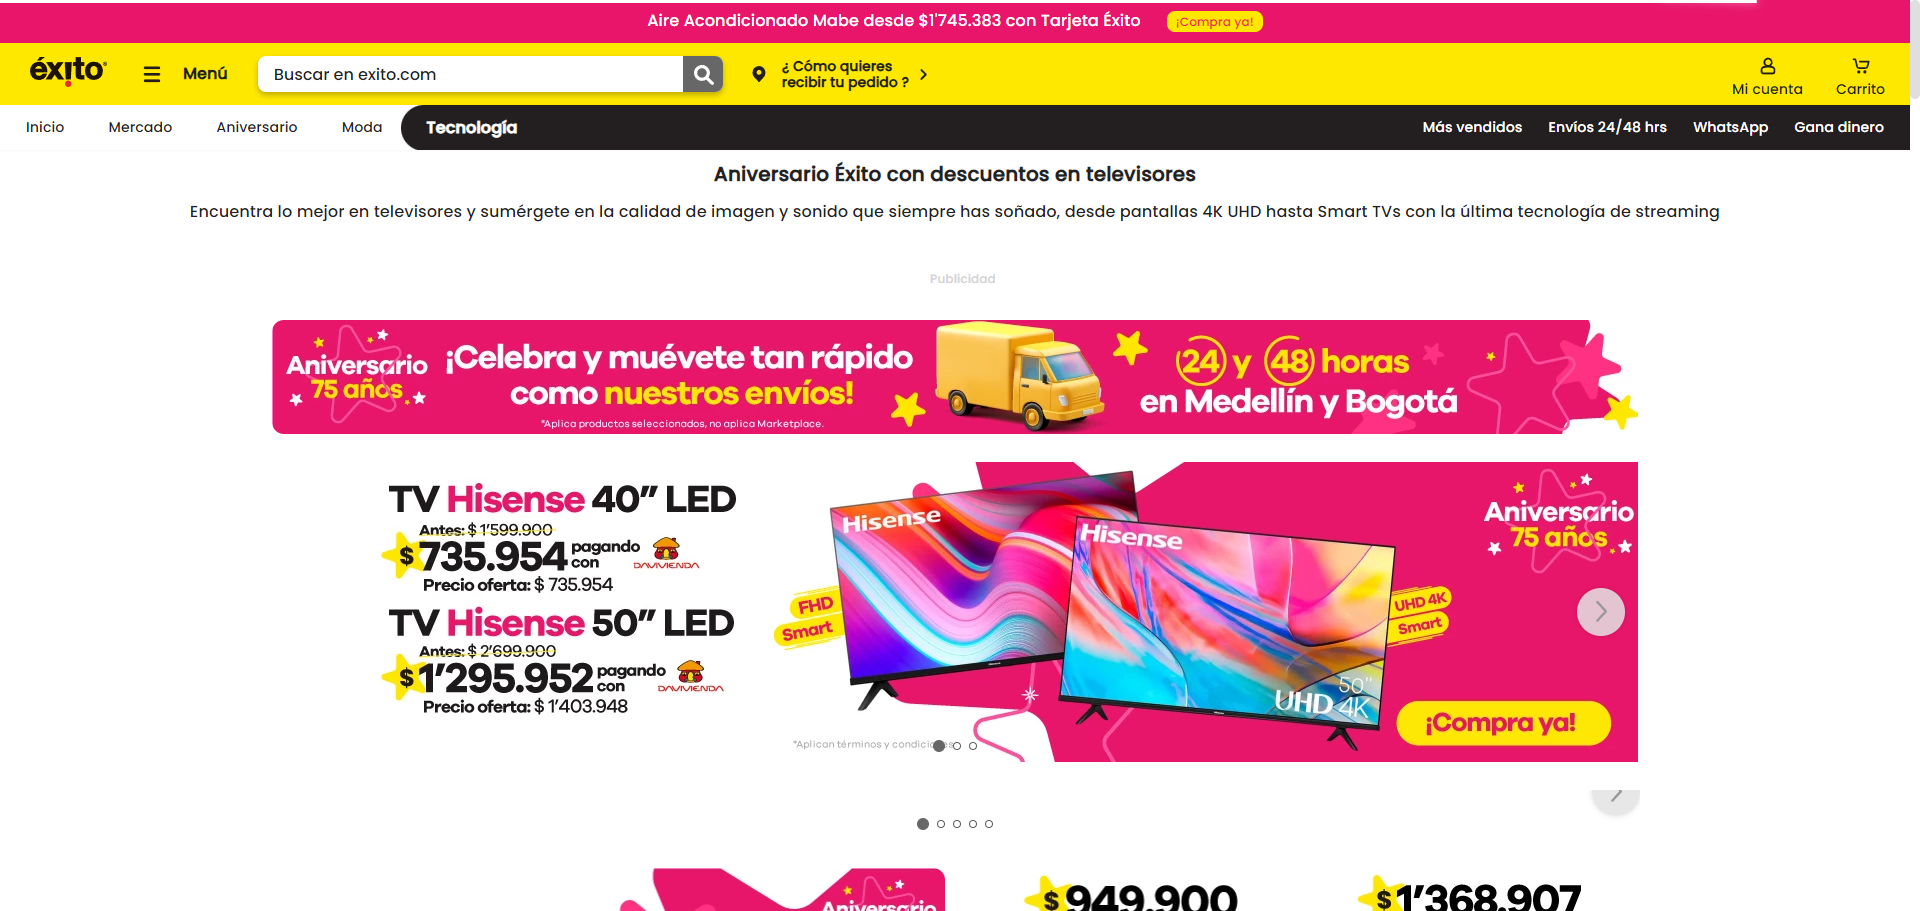 Aire Acondicionado Mabe desde $1'745.383 con Tarjeta Éxito
¡Compra ya!
éxito
Menú
Buscar en exito.com
¿ Cómo quieres
recibir tu pedido ?
Mi cuenta
Carrito
Inicio
Mercado
Aniversario
Moda
Tecnología
Más vendidos
Envíos 24/48 hrs
WhatsApp
Gana dinero
Aniversario Éxito con descuentos en televisores
Encuentra lo mejor en televisores y sumérgete en la calidad de imagen y sonido que siempre has soñado, desde pantallas 4K UHD hasta Smart TVs con la última tecnología de streaming
Publicidad
Aniversario
75 años
¡Celebra y muévete tan rápido
como nuestros envíos!
*Aplica productos seleccionados, no aplica Marketplace.
24 y 48 horas
en Medellín y Bogotá
TV Hisense 40” LED
Antes: $ 1'599.900
$ 735.954 pagando
con
DAVIVIENDA
Precio oferta: $ 735.954
TV Hisense 50” LED
Antes: $ 2'699.900
$ 1'295.952 pagando
con
DAVIVIENDA
Precio oferta: $ 1'403.948
FHD
Smart
Hisense
Hisense
50"
UHD 4K
UHD 4K
Smart
Aniversario
75 años
¡Compra ya!
*Aplican términos y condiciones
Aniversario
$ 949.900
$ 1'368.907